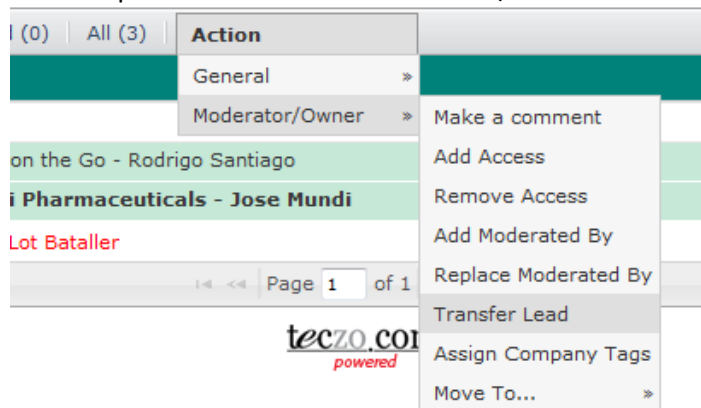 (0) All (3) Action
General »
Moderator/Owner » Make a comment
on the Go - Rodrigo Santiago Add Access
Pharmaceuticals - Jose Mundi Remove Access
Lot Bataller Add Moderated By
Page 1 of 1 Replace Moderated By
Transfer Lead
teczo.co
powered
Assign Company Tags
Move To... »